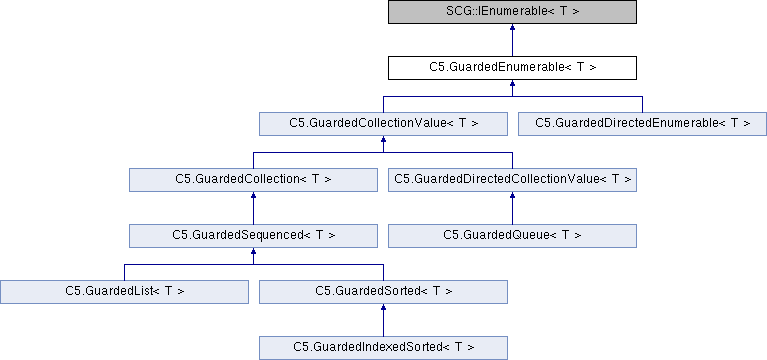 SCG::IEnumerable< T >
C5.GuardedEnumerable< T >
C5.GuardedCollectionValue< T >
C5.GuardedDirectedEnumerable< T >
C5.GuardedCollection< T >
C5.GuardedDirectedCollectionValue< T >
C5.GuardedSequenced< T >
C5.GuardedQueue< T >
C5.GuardedList< T >
C5.GuardedSorted< T >
C5.GuardedIndexedSorted< T >